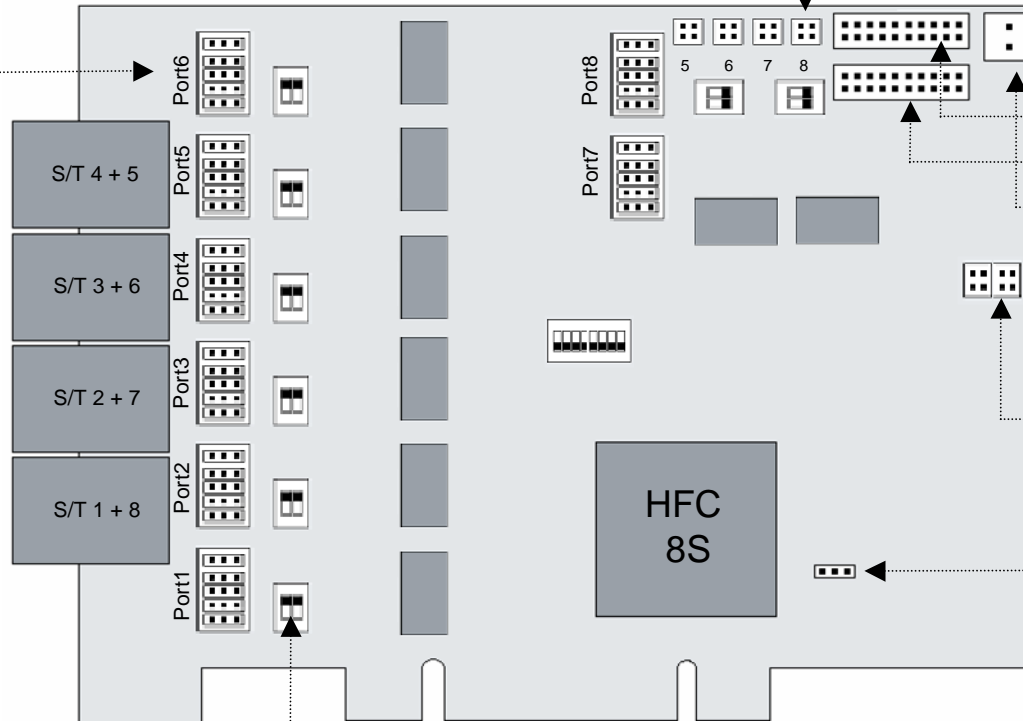 5 6 7 8
Port6
Port8
Port5
Port7
S/T 4 + 5
Port4
S/T 3 + 6
Port3
S/T 2 + 7
Port2
S/T 1 + 8
HFC
8S
Port1